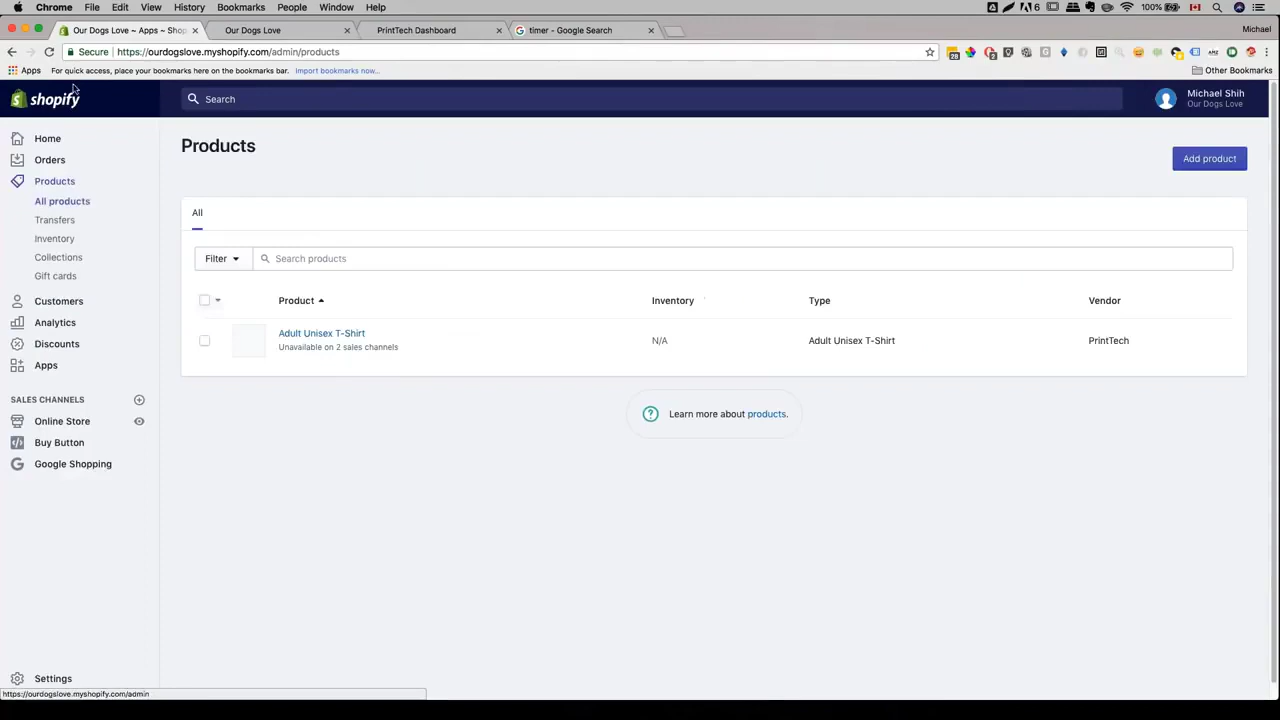 Chrome File Edit View History Bookmarks People Window Help 6 100%
Our Dogs Love ~ Apps ~ Shop Our Dogs Love PrintTech Dashboard timer - Google Search Michael
Secure https://ourdogslove.myshopify.com/admin/products
Apps For quick access, place your bookmarks here on the bookmarks bar. Import bookmarks now... Other Bookmarks
shopify Search Michael Shih
Our Dogs Love
Home
Orders
Products
All products
Transfers
Inventory
Collections
Gift cards
Customers
Analytics
Discounts
Apps
SALES CHANNELS
Online Store
Buy Button
Google Shopping
Settings
https://ourdogslove.myshopify.com/admin
Products
Add product
All
Filter Search products
Product Inventory Type Vendor
Adult Unisex T-Shirt N/A Adult Unisex T-Shirt PrintTech
Unavailable on 2 sales channels
Learn more about products.